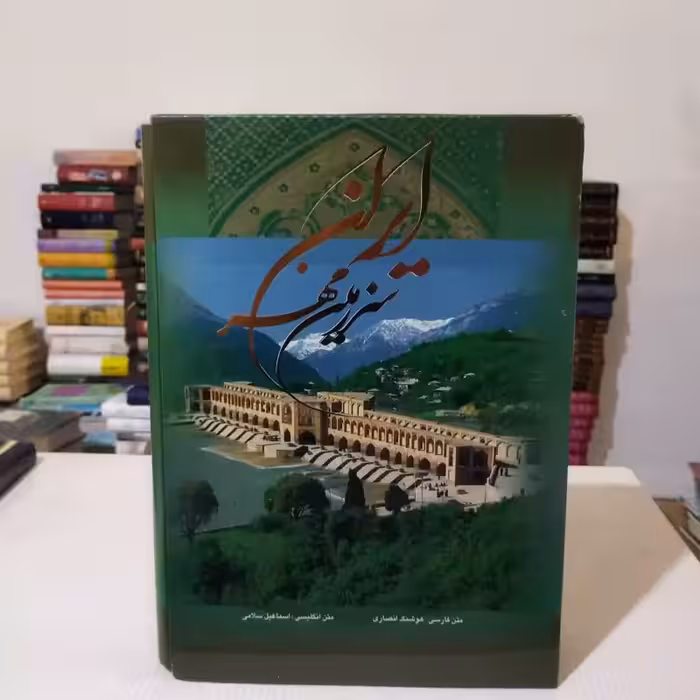 ایران
سرزمین مهر
متن فارسی هوشنگ انصاری
متن انگلیسی: اسماعیل سلامی